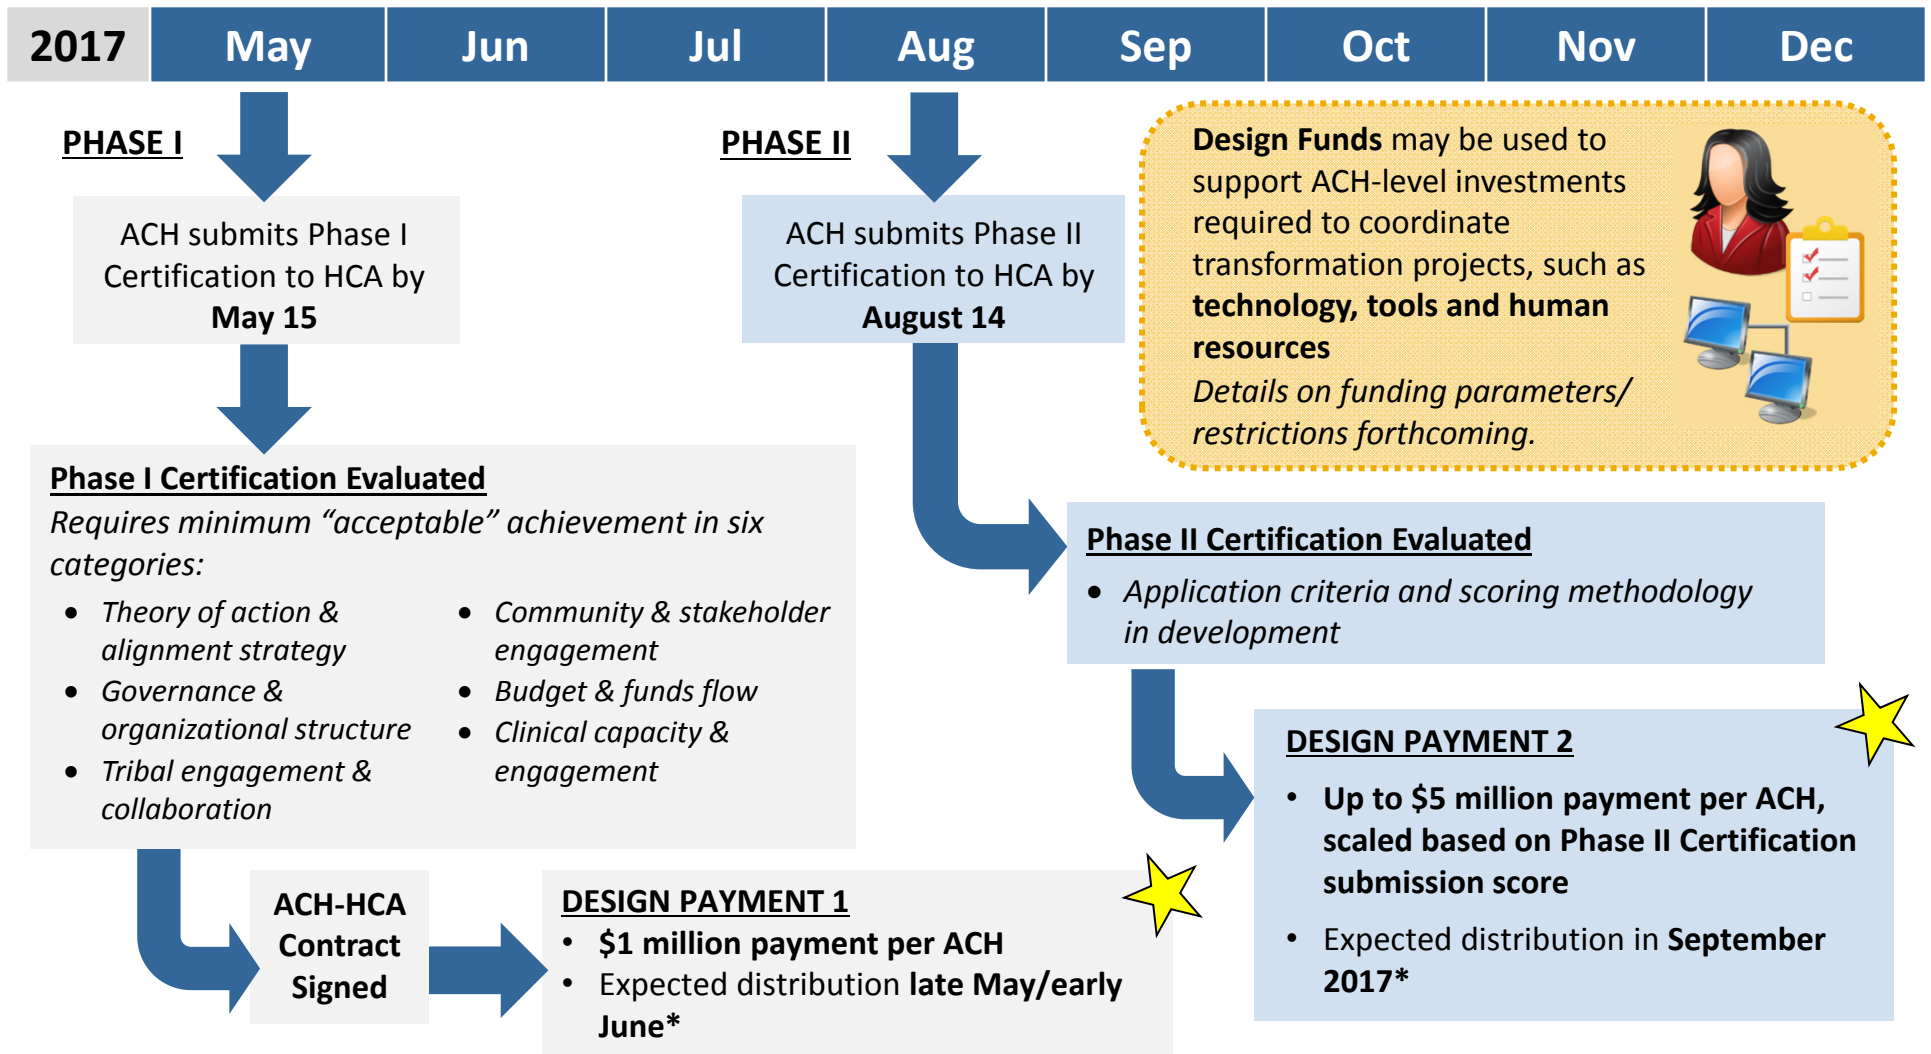 2017 May Jun Jul Aug Sep Oct Nov Dec
PHASE I
ACH submits Phase I
Certification to HCA by
May 15
Phase I Certification Evaluated
Requires minimum “acceptable” achievement in six
categories:
• Theory of action &
alignment strategy
• Governance &
organizational structure
• Tribal engagement &
collaboration
• Community & stakeholder
engagement
• Budget & funds flow
• Clinical capacity &
engagement
ACH-HCA
Contract
Signed
DESIGN PAYMENT 1
• $1 million payment per ACH
• Expected distribution late May/early
June*
PHASE II
ACH submits Phase II
Certification to HCA by
August 14
Design Funds may be used to
support ACH-level investments
required to coordinate
transformation projects, such as
technology, tools and human
resources
Details on funding parameters/
restrictions forthcoming.
Phase II Certification Evaluated
• Application criteria and scoring methodology
in development
DESIGN PAYMENT 2
• Up to $5 million payment per ACH,
scaled based on Phase II Certification
submission score
• Expected distribution in September
2017*